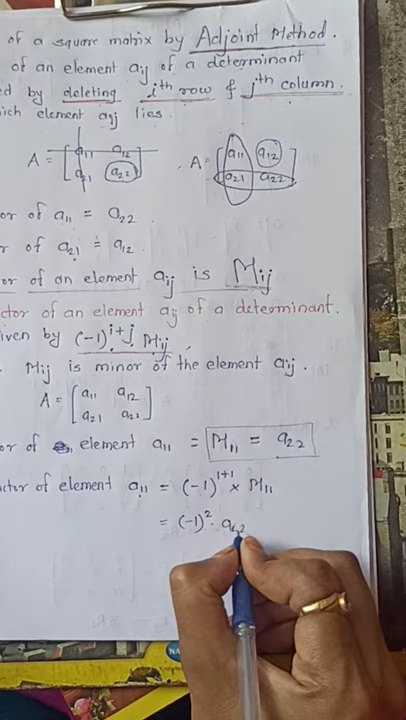 of a square matrix by Adjoint Method.
of an element aij of a determinant
ed by deleting ith row & jth column.
hich element aij lies.
A = [a11 a12 a21 a22] . A = [a11 a12 a21 a22]
or of a11 = a22
r of a21 = a12
or of an element aij is Mij
ctor of an element aij of a determinant.
iven by (-1)^i+j. Mij
Mij is minor of the element aij.
A = [a11 a12 a21 a22]
or of element a11 = M11 = a22
actor of element a11 = (-1)^1+1 × M11
= (-1)^2 . a22